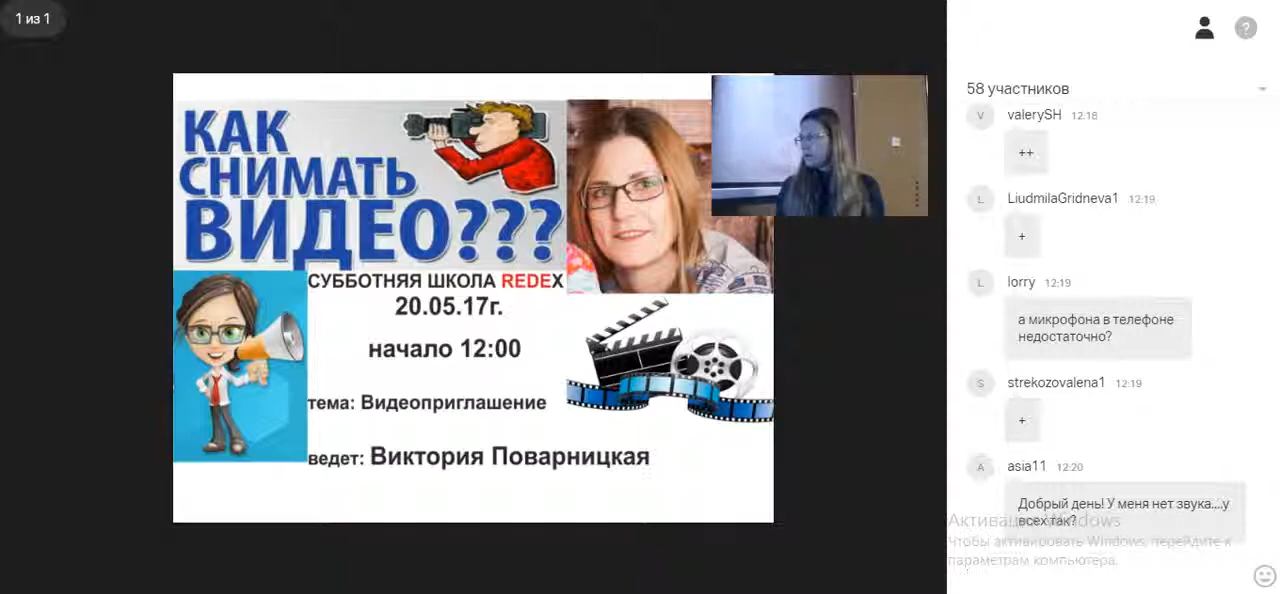 1 из 1
КАК
СНИМАТЬ
ВИДЕО???
СУББОТНЯЯ ШКОЛА REDEX
20.05.17г.
начало 12:00
тема: Видеоприглашение
ведет: Виктория Поварницкая
?
58 участников
V
valerySH 12:18
++
L
LiudmilaGridneva1 12:19
+
L
lorry 12:19
а микрофона в телефоне
недостаточно?
S
strekozovalena1 12:19
+
A
asia11 12:20
Добрый день! У меня нет звука....у
всех так?
Активация Windows
Чтобы активировать Windows, перейдите к
параметрам компьютера.